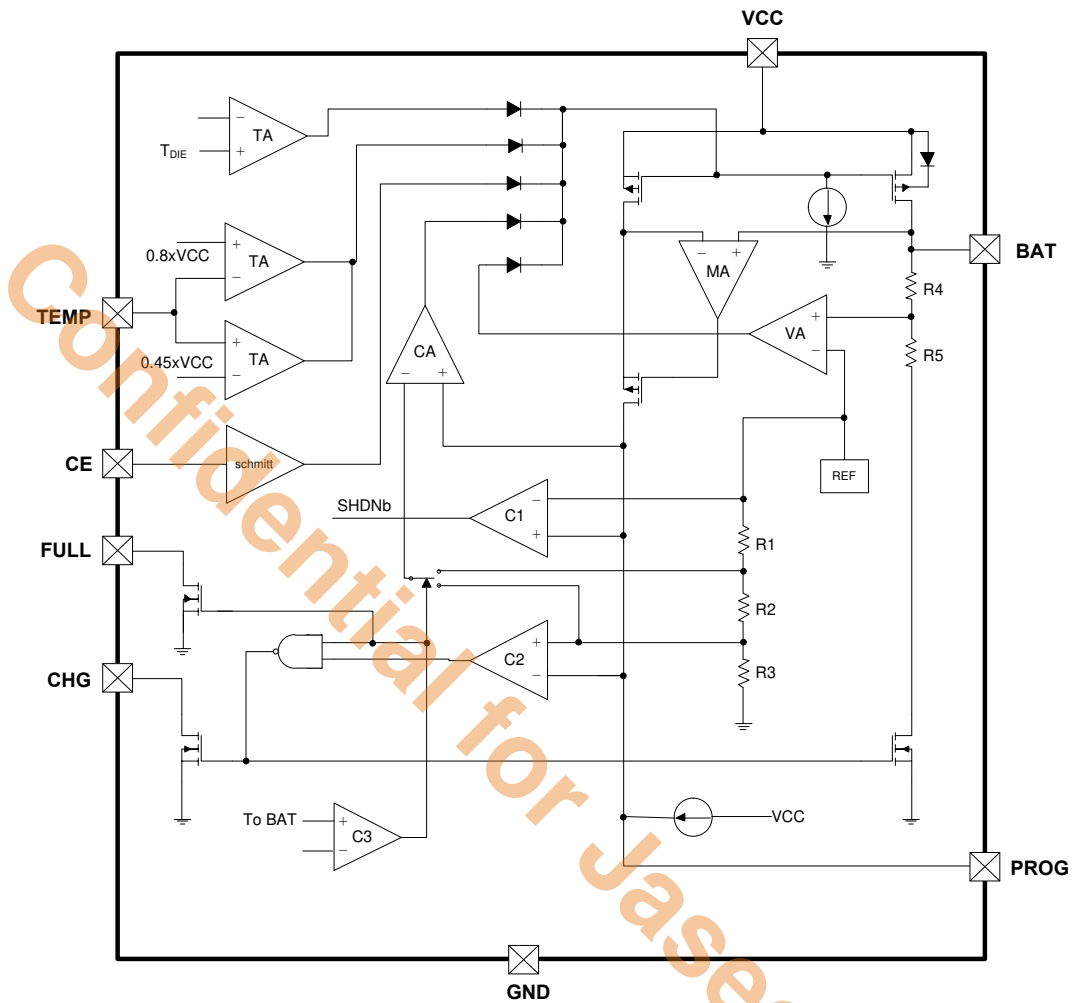 VCC
TA
TDIE
0.8xVCC
TA
MA
BAT
R4
TEMP
VA
R5
0.45xVCC
TA
CA
CE
schmitt
REF
SHDNb
C1
FULL
R1
R2
C2
R3
CHG
To BAT
C3
VCC
PROG
GND
Confidential for Jase